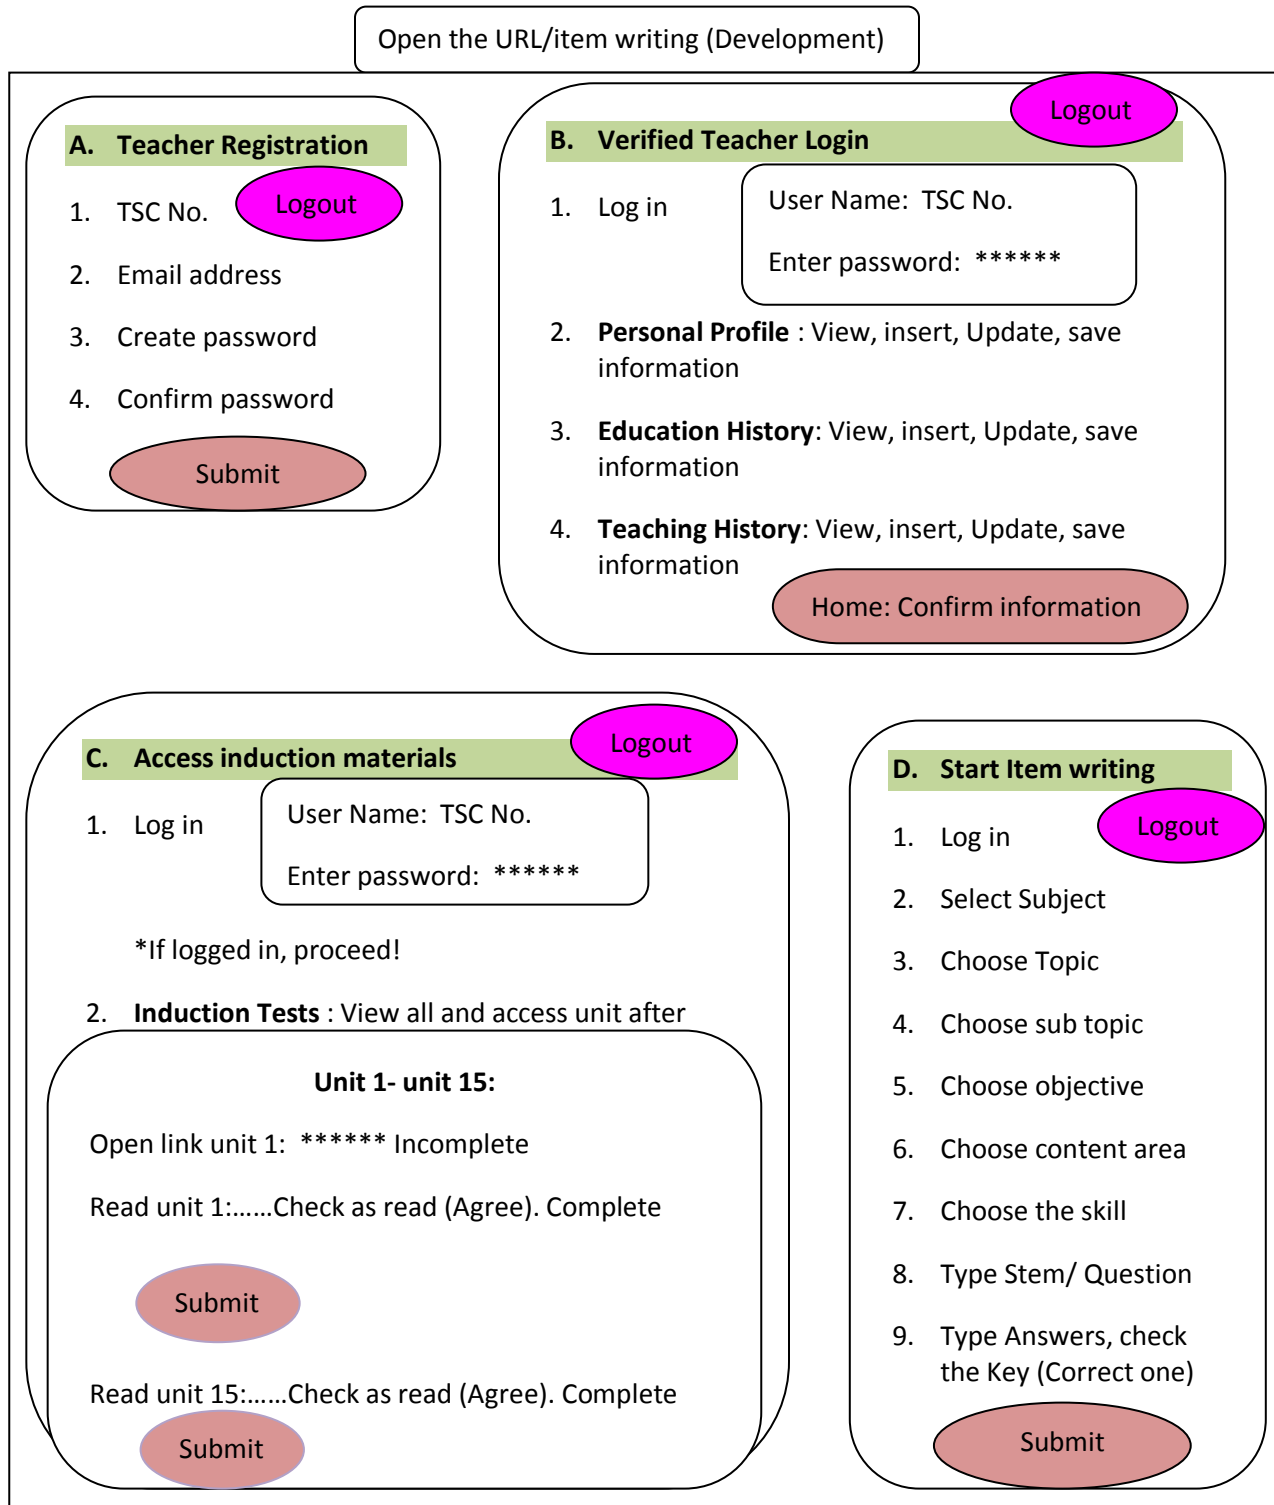 Open the URL/item writing (Development)
A. Teacher Registration
Logout
1. TSC No.
2. Email address
3. Create password
4. Confirm password
Submit
Logout
B. Verified Teacher Login
1. Log in
User Name: TSC No.
Enter password: ******
2. Personal Profile : View, insert, Update, save
information
3. Education History: View, insert, Update, save
information
4. Teaching History: View, insert, Update, save
information
Home: Confirm information
Logout
C. Access induction materials
1. Log in
User Name: TSC No.
Enter password: ******
*If logged in, proceed!
2. Induction Tests : View all and access unit after
Unit 1- unit 15:
Open link unit 1: ****** Incomplete
Read unit 1:……Check as read (Agree). Complete
Submit
Read unit 15:……Check as read (Agree). Complete
Submit
D. Start Item writing
Logout
1. Log in
2. Select Subject
3. Choose Topic
4. Choose sub topic
5. Choose objective
6. Choose content area
7. Choose the skill
8. Type Stem/ Question
9. Type Answers, check
the Key (Correct one)
Submit